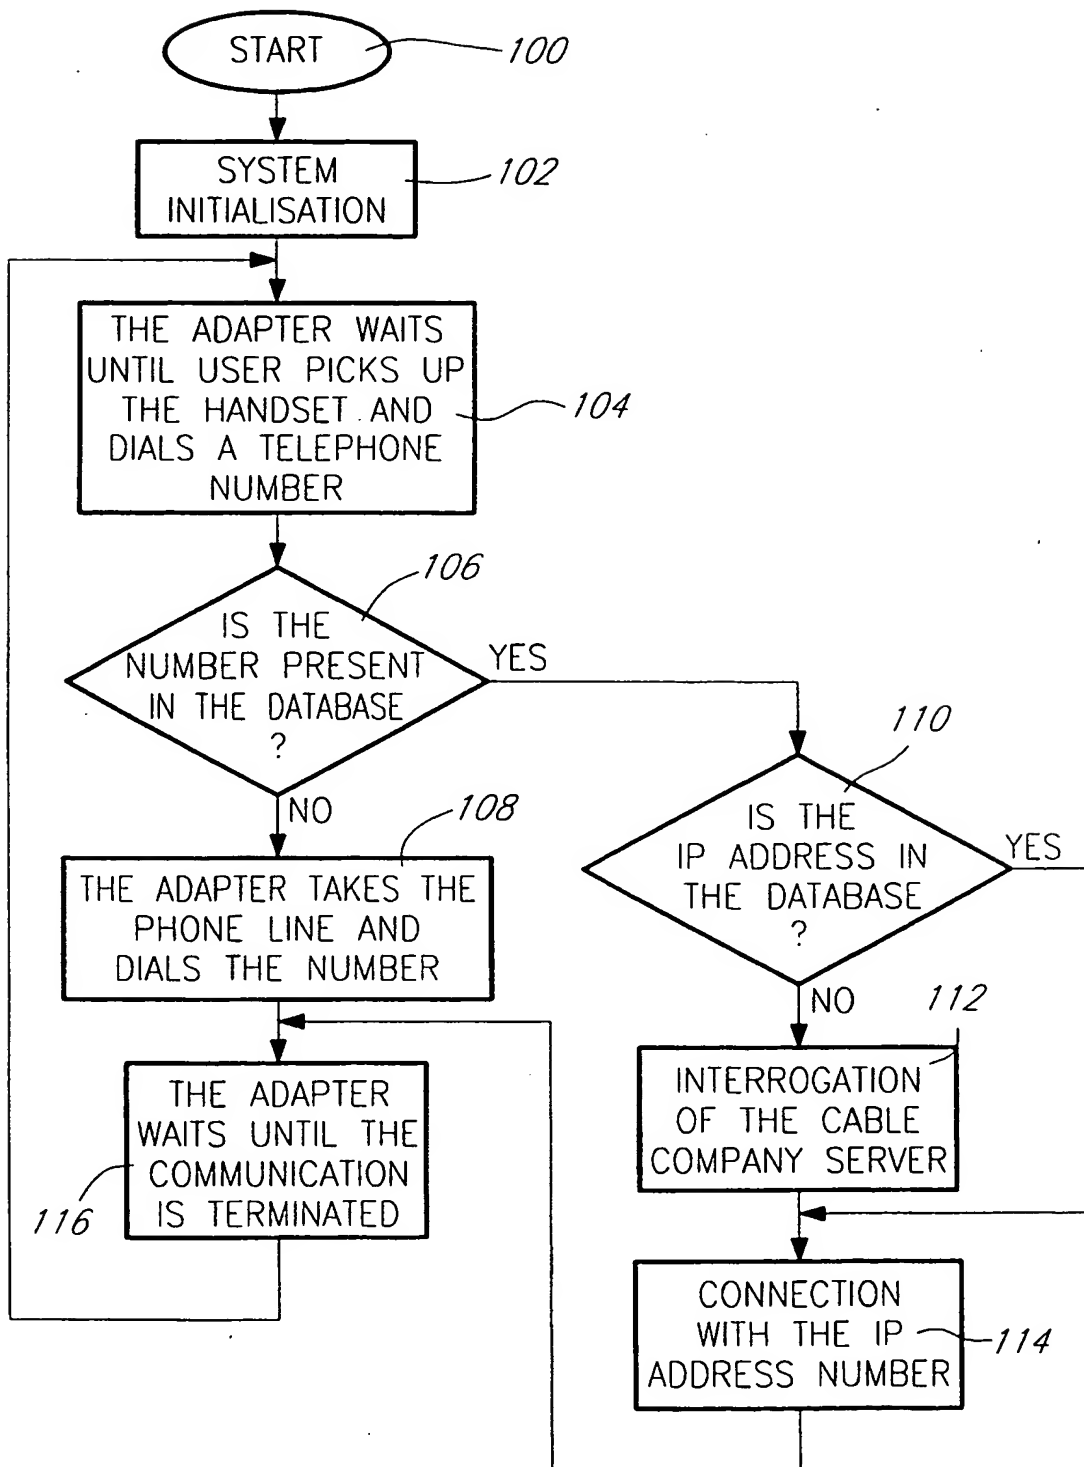 START
100
SYSTEM
INITIALISATION
102
THE ADAPTER WAITS
UNTIL USER PICKS UP
THE HANDSET AND
DIALS A TELEPHONE
NUMBER
104
106
IS THE
NUMBER PRESENT
IN THE DATABASE
?
YES
NO
108
THE ADAPTER TAKES THE
PHONE LINE AND
DIALS THE NUMBER
110
IS THE
IP ADDRESS IN
THE DATABASE
?
YES
NO
112
INTERROGATION
OF THE CABLE
COMPANY SERVER
THE ADAPTER
WAITS UNTIL THE
COMMUNICATION
IS TERMINATED
116
CONNECTION
WITH THE IP
ADDRESS NUMBER
114